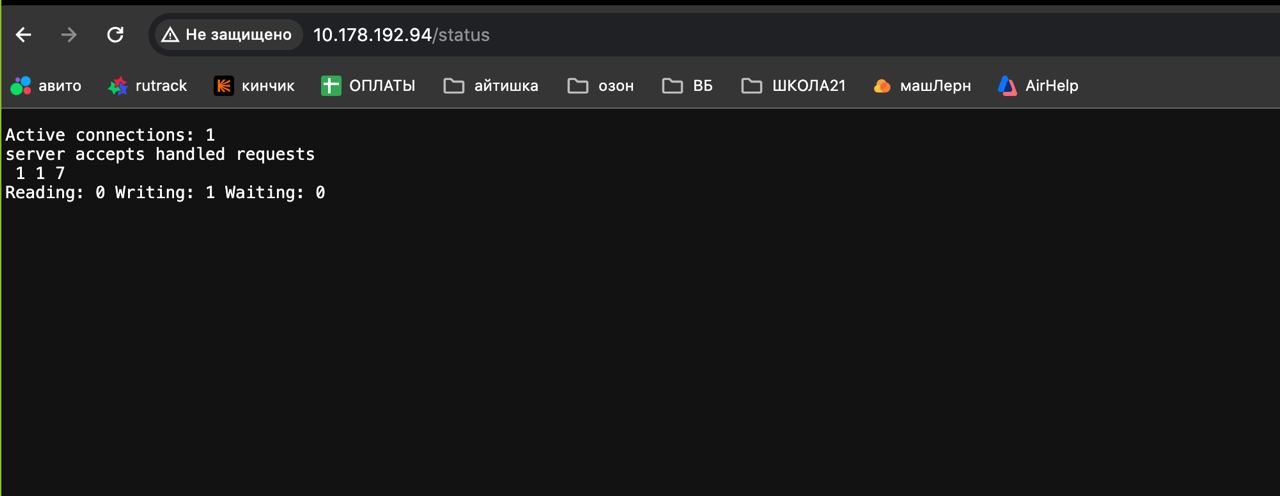 Не защищено 10.178.192.94/status
авито rutrack кинчик ОПЛАТЫ айтишка озон ВБ ШКОЛА21 машЛерн AirHelp
Active connections: 1
server accepts handled requests
1 1 7
Reading: 0 Writing: 1 Waiting: 0